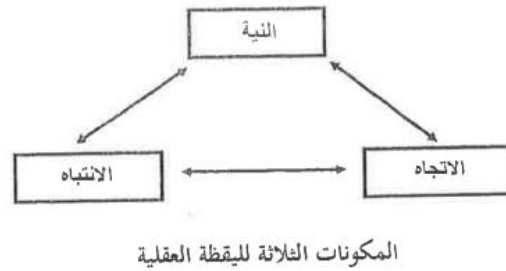 النية
الاتجاه
الانتباه
المكونات الثلاثة لليقظة العقلية